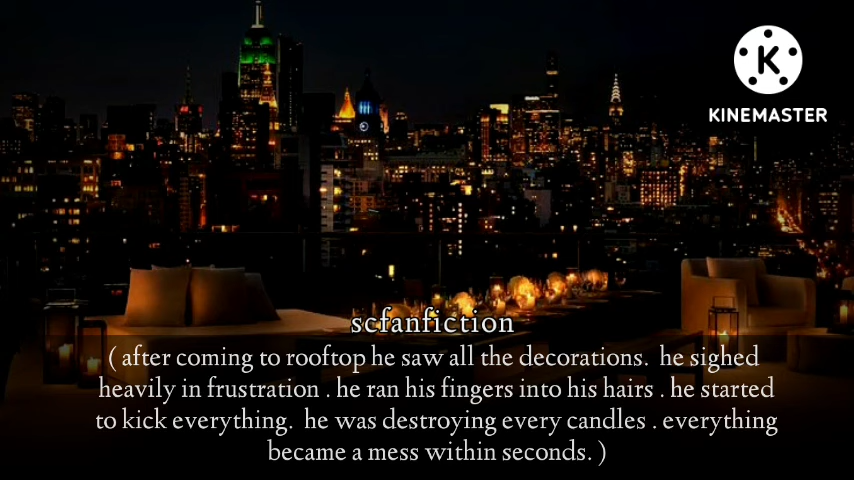 K
KINEMASTER
scfanfiction
( after coming to rooftop he saw all the decorations. he sighed
heavily in frustration . he ran his fingers into his hairs . he started
to kick everything. he was destroying every candles . everything
became a mess within seconds. )